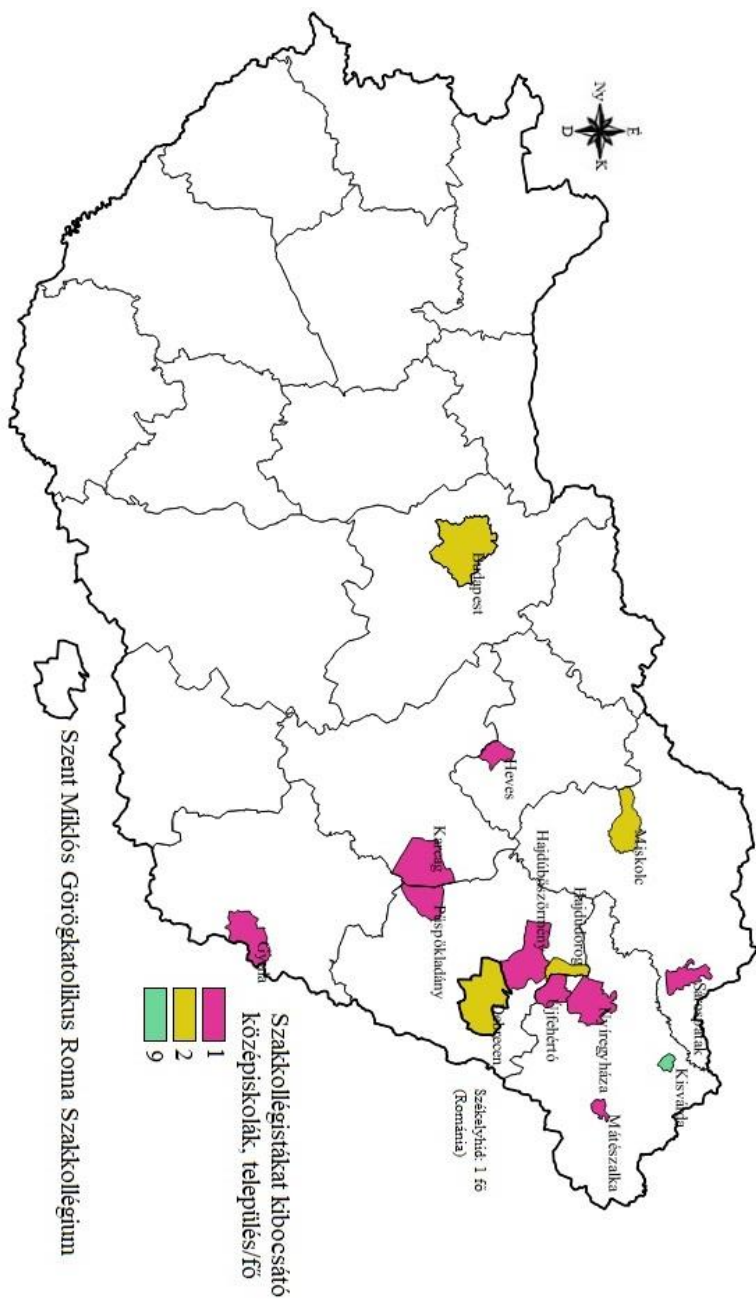 Ny
É
D
K
Budapest
Heves
Miskolc
Sárospatak
Kisvárda
Mátészalka
Nyíregyháza
Újfehértó
Hajdúdorog
Hajdúböszörmény
Debrecen
Karcag
Püspökladány
Gyula
Székelyhíd: 1 fő
(Románia)
Szakkollégistákat kibocsátó
középiskolák, település/fő
1
2
9
Szent Miklós Görögkatolikus Roma Szakkollégium